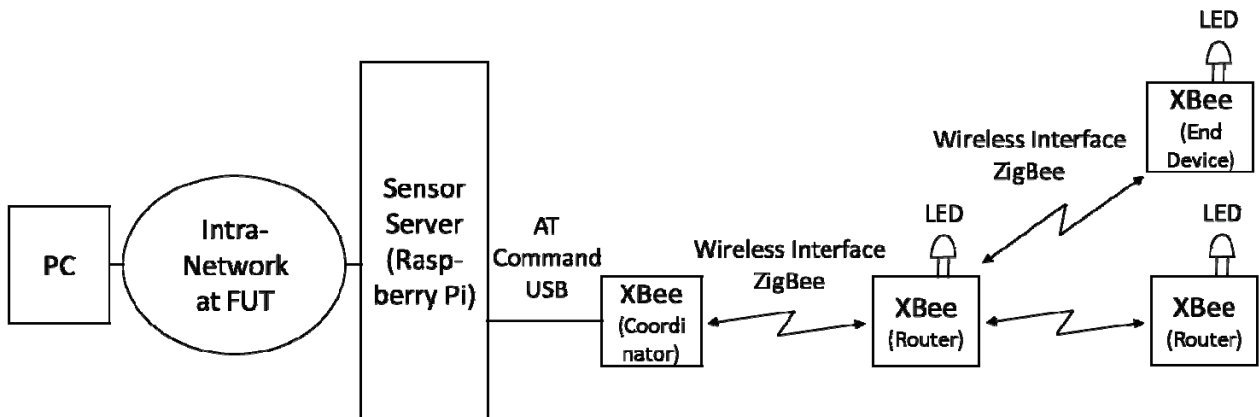 PC
Intra-
Network
at FUT
Sensor
Server
(Rasp-
berry Pi)
AT
Command
USB
XBee
(Coordi
nator)
Wireless Interface
ZigBee
LED
XBee
(Router)
Wireless Interface
ZigBee
LED
XBee
(End
Device)
LED
XBee
(Router)